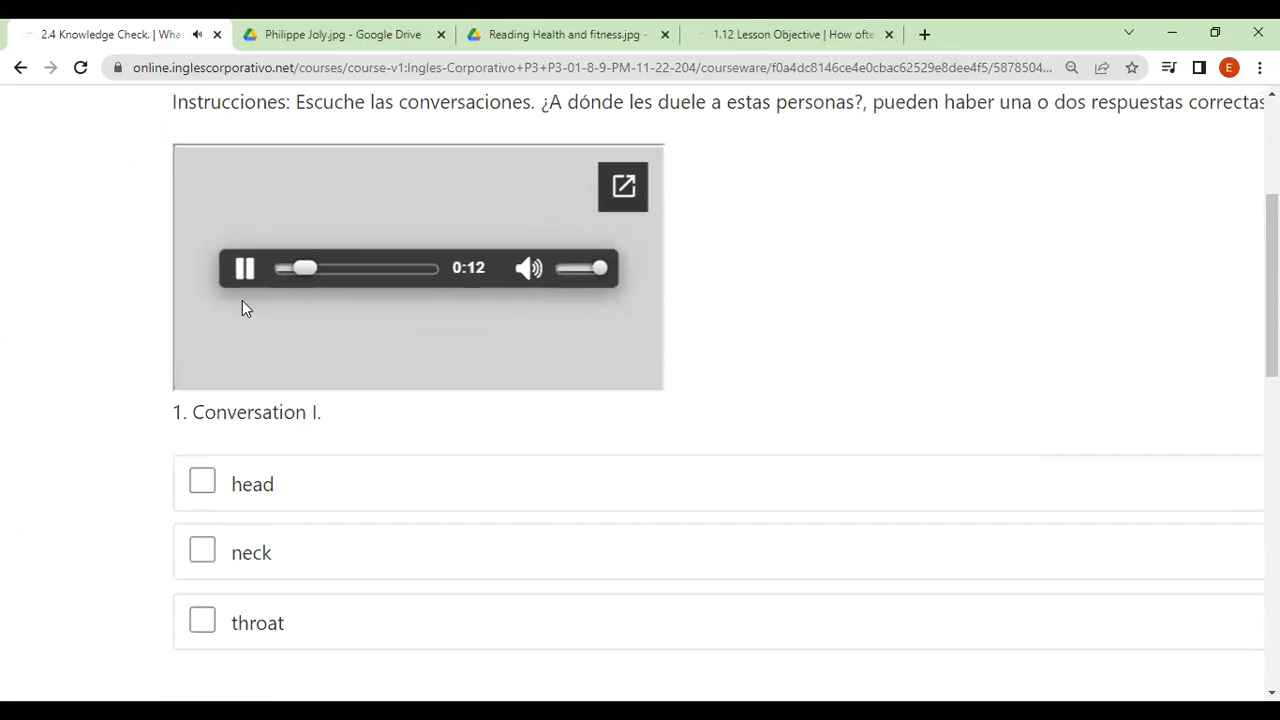 2.4 Knowledge Check. | Wha
Philippe Joly.jpg - Google Drive
Reading Health and fitness.jpg -
1.12 Lesson Objective | How ofte
online.inglescorporativo.net/courses/course-v1:Ingles-Corporativo+P3+P3-01-8-9-PM-11-22-204/courseware/f0a4dc8146ce4e0cbac62529e8dee4f5/5878504...
E
Instrucciones: Escuche las conversaciones. ¿A dónde les duele a estas personas?, pueden haber una o dos respuestas correctas
0:12
1. Conversation I.
head
neck
throat